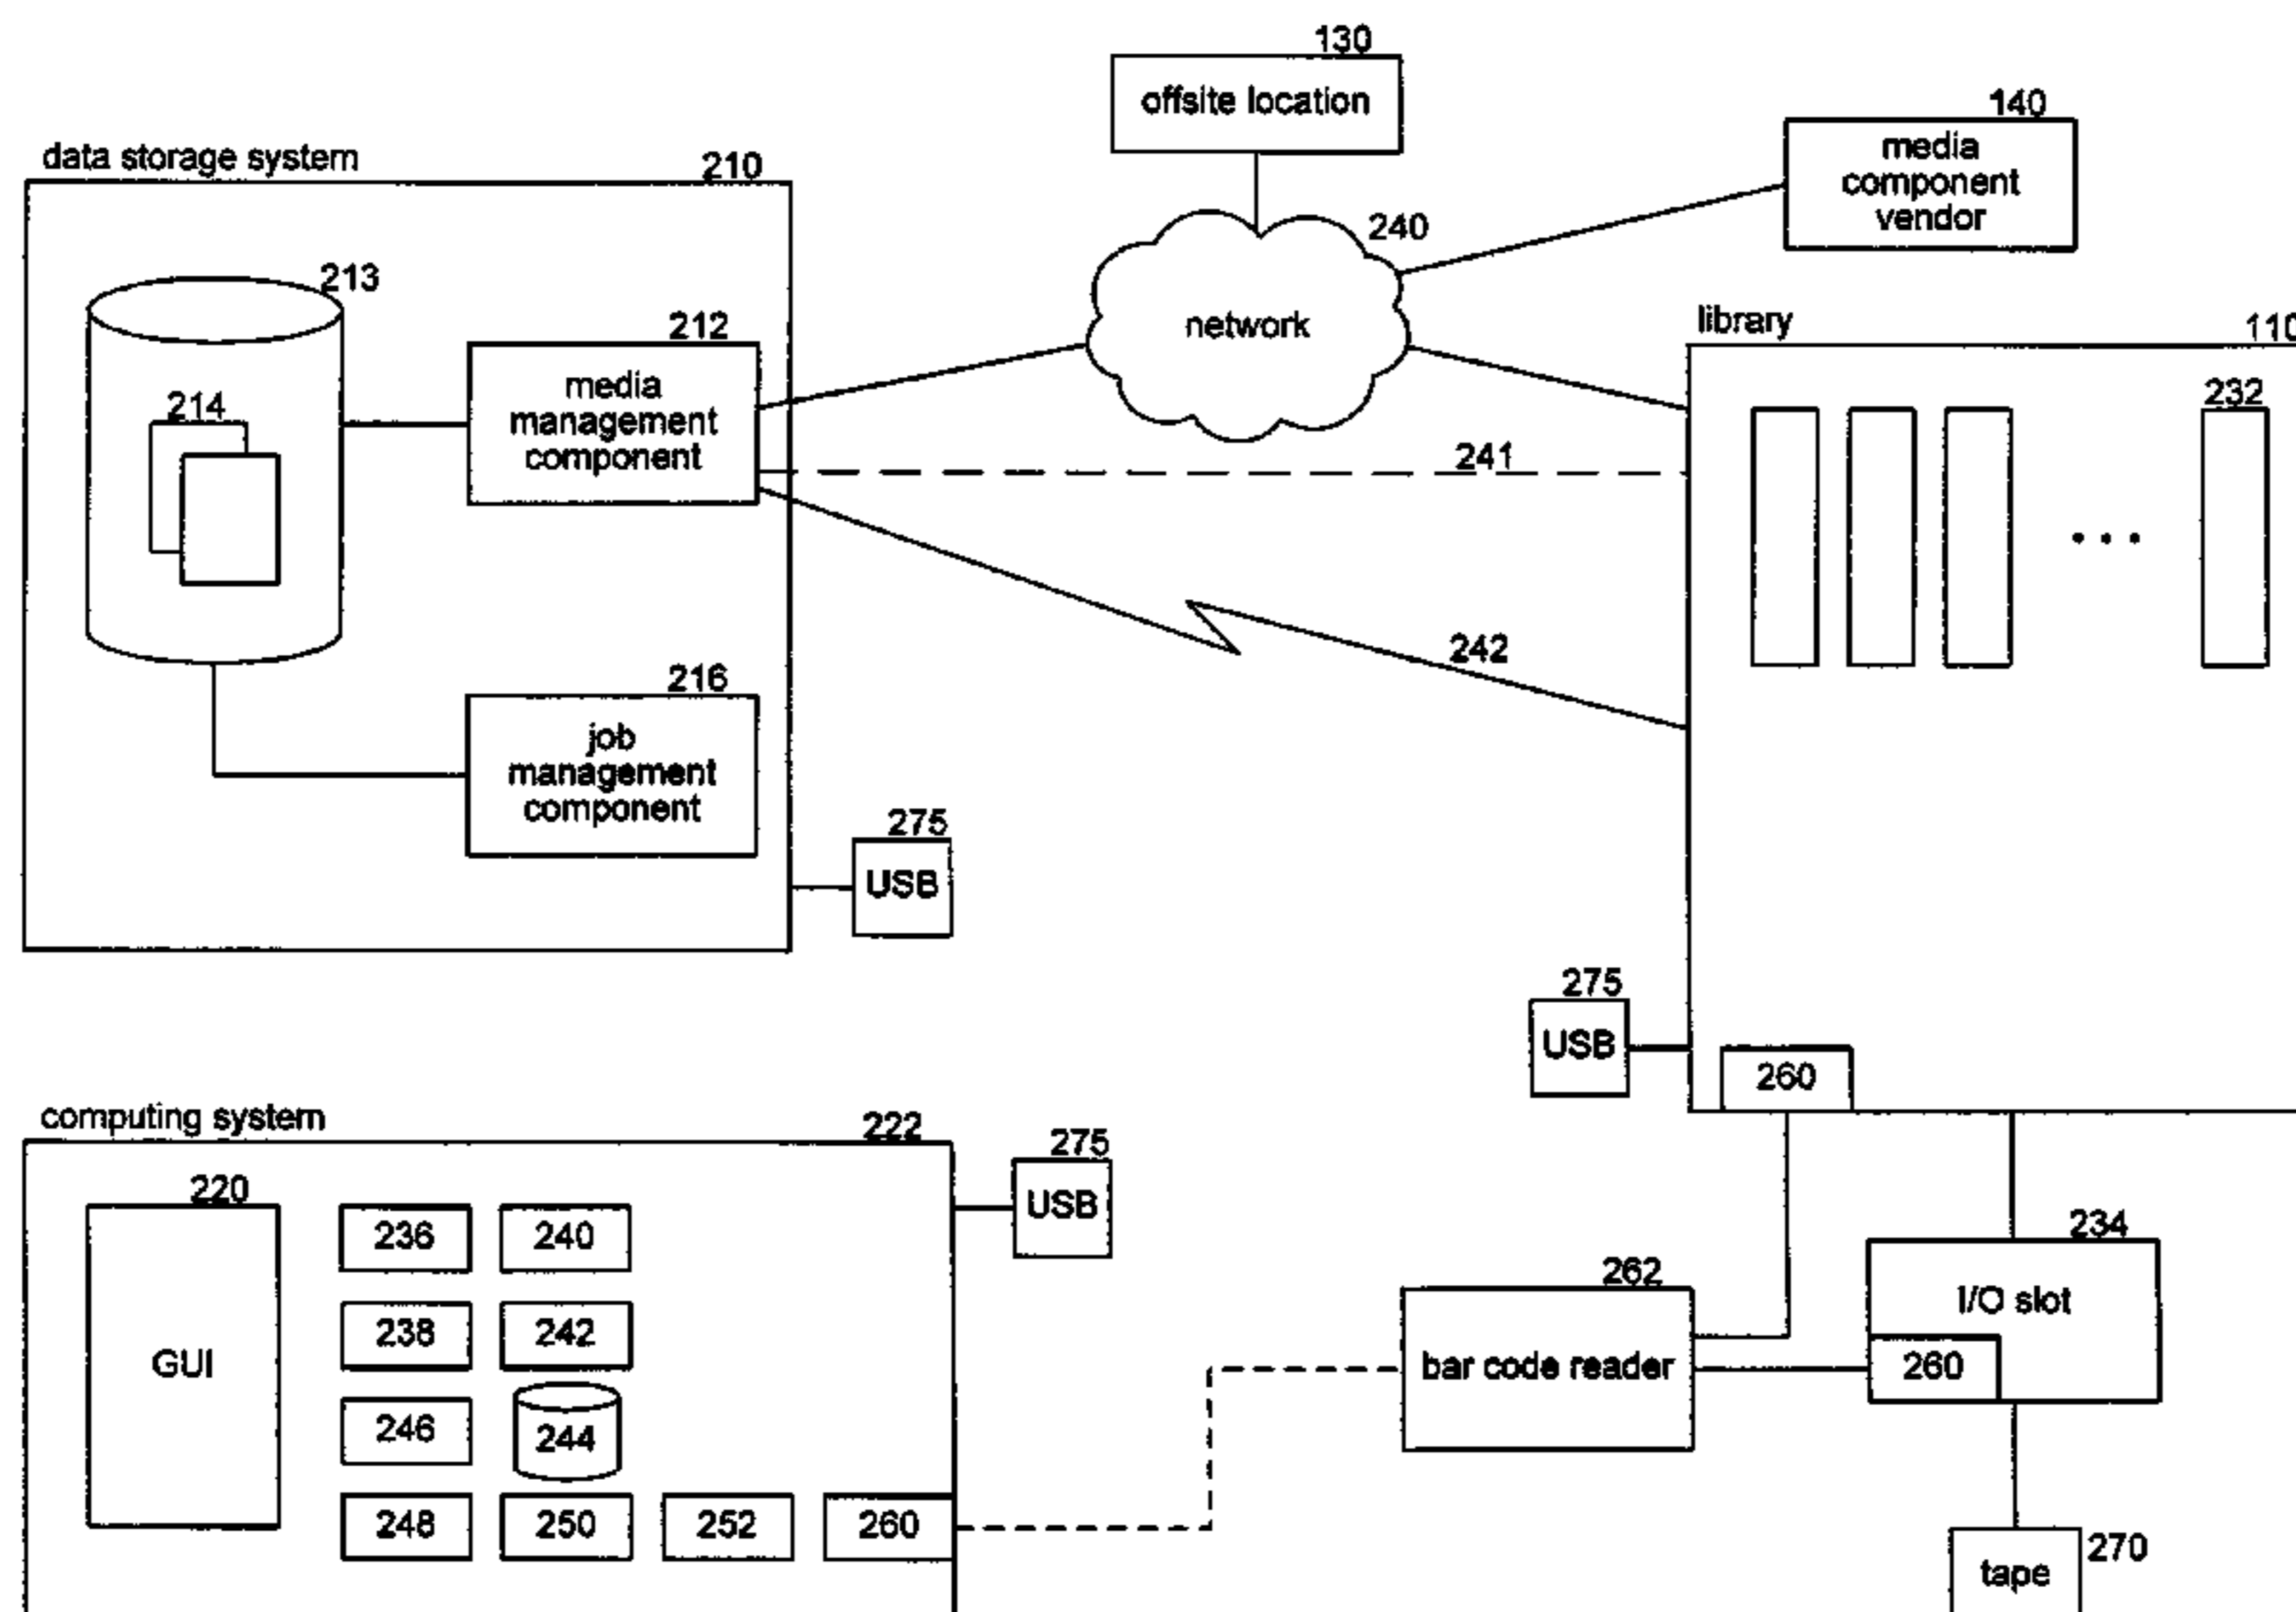 130
offsite location
140
media
component
vendor
data storage system
210
240
network
213
212
media
management
component
214
library
110
232
241
242
216
job
management
component
275
USB
275
USB
260
computing system
222
275
USB
220
GUI
236
240
238
242
246
244
248
250
252
260
262
bar code reader
234
I/O slot
260
270
tape